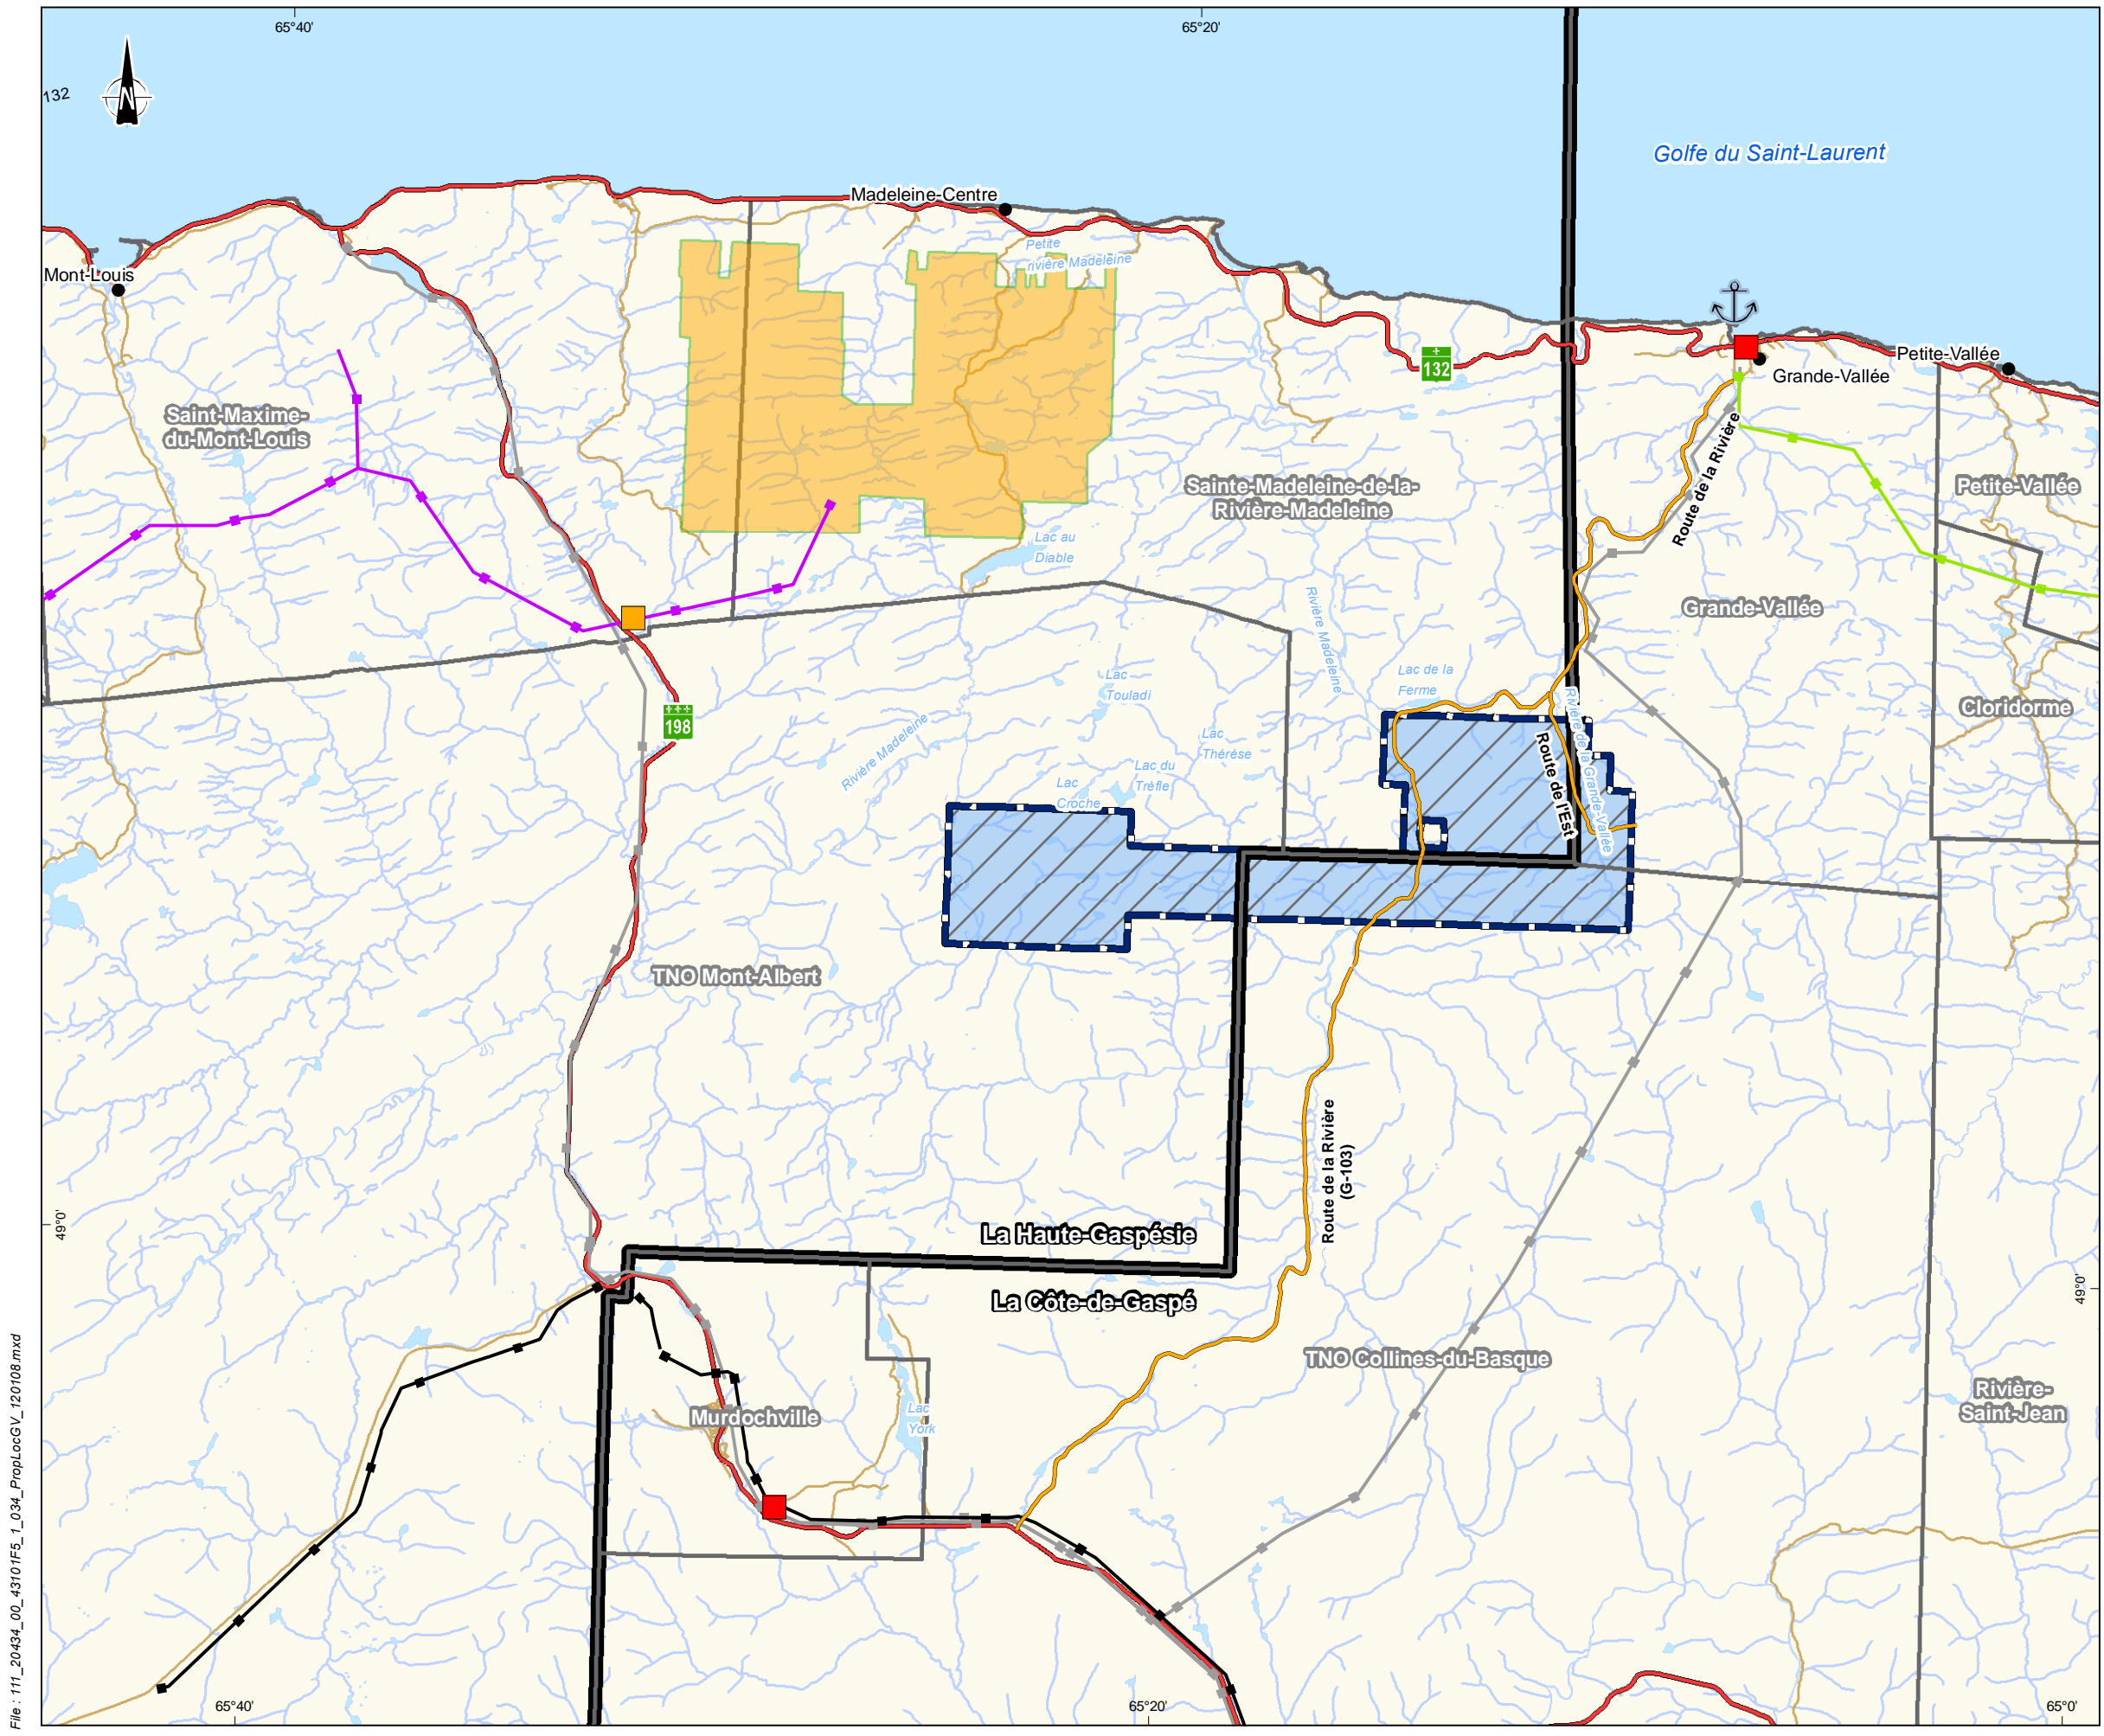 65°40'
65°20'
132
N
Golfe du Saint-Laurent
Madeleine-Centre
Petite
rivière Madeleine
Mont-Louis
132
Petite-Vallée
Grande-Vallée
Saint-Maxime-
du-Mont-Louis
Route de la Rivière
Sainte-Madeleine-de-la-
Rivière-Madeleine
Petite-Vallée
Lac au
Diable
Rivière Madeleine
Grande-Vallée
Lac de la
Ferme
Lac
Touladi
Cloridorme
198
Rivière Madeleine
Lac
Thérèse
Route de l'Est
Rivière de la Grande-Vallée
Lac du
Trèfle
Lac
Croche
TNO Mont-Albert
Route de la Rivière
(G-103)
49°0'
La Haute-Gaspésie
La Côte-de-Gaspé
49°0'
TNO Collines-du-Basque
Rivière-
Saint-Jean
Murdochville
Lac
York
65°40'
65°20'
65°0'
File : 111_20434_00_43101F5_1_034_PropLocGV_120108.mxd